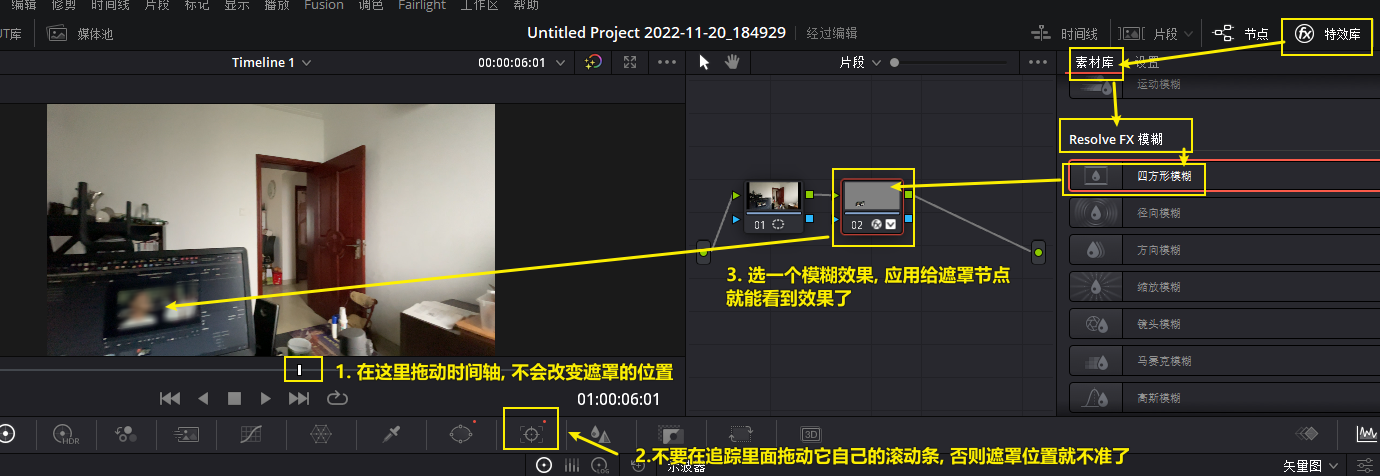 编辑 修剪 时间线 片段 标记 显示 播放 Fusion 调色 Fairlight 工作区 帮助
UT库 媒体池 Untitled Project 2022-11-20_184929 经过编辑 时间线 片段 节点 特效库
Timeline 1 00:00:06:01 片段 素材库 设置
运动模糊
Resolve FX 模糊
四方形模糊
径向模糊
方向模糊
缩放模糊
镜头模糊
马赛克模糊
高斯模糊
01
02
3. 选一个模糊效果, 应用给遮罩节点
就能看到效果了
1. 在这里拖动时间轴, 不会改变遮罩的位置
01:00:06:01
HDR
3D
2.不要在追踪里面拖动它自己的滚动条, 否则遮罩位置就不准了
LOG
示波器
矢量图